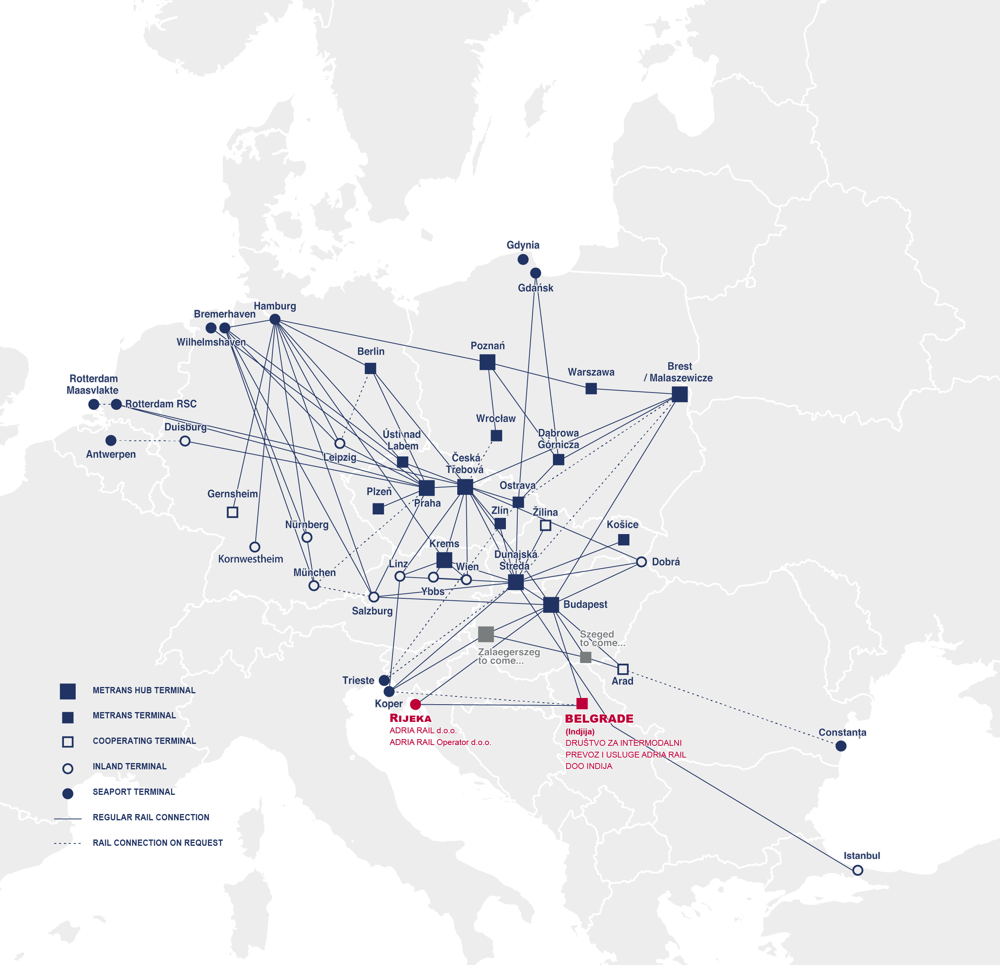 Gdynia
Gdańsk
Hamburg
Bremerhaven
Wilhelmshaven
Poznań
Berlin
Warszawa
Brest
/ Malaszewicze
Rotterdam
Maasvlakte
Rotterdam RSC
Duisburg
Antwerpen
Wrocław
Ústí nad
Labem
Dąbrowa
Górnicza
Leipzig
Česká
Třebová
Ostrava
Plzeň
Praha
Gernsheim
Zlín
Žilina
Nürnberg
Košice
Krems
Kornwestheim
Dunajská
Streda
Linz
Wien
Dobrá
München
Ybbs
Salzburg
Budapest
Szeged
to come...
Zalaegerszeg
to come...
Trieste
Arad
Koper
RIJEKA
ADRIA RAIL d.o.o.
ADRIA RAIL Operator d.o.o.
BELGRADE
(Indjija)
DRUŠTVO ZA INTERMODALNI
PREVOZ I USLUGE ADRIA RAIL
DOO INDIJA
Constanța
Istanbul
METRANS HUB TERMINAL
METRANS TERMINAL
COOPERATING TERMINAL
INLAND TERMINAL
SEAPORT TERMINAL
REGULAR RAIL CONNECTION
RAIL CONNECTION ON REQUEST